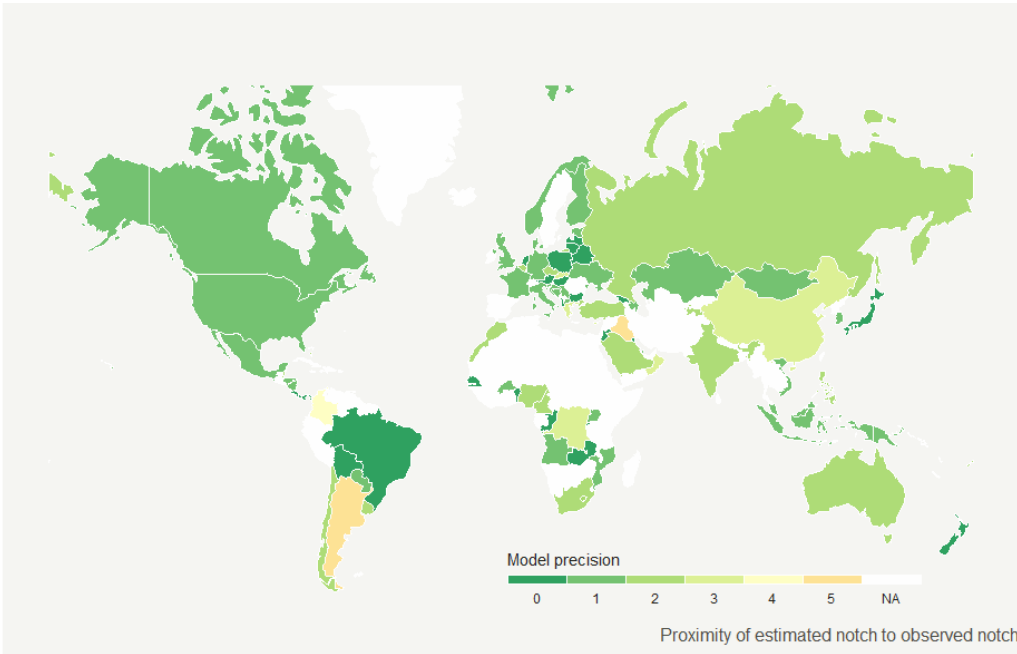 Model precision
0 1 2 3 4 5 NA
Proximity of estimated notch to observed notch